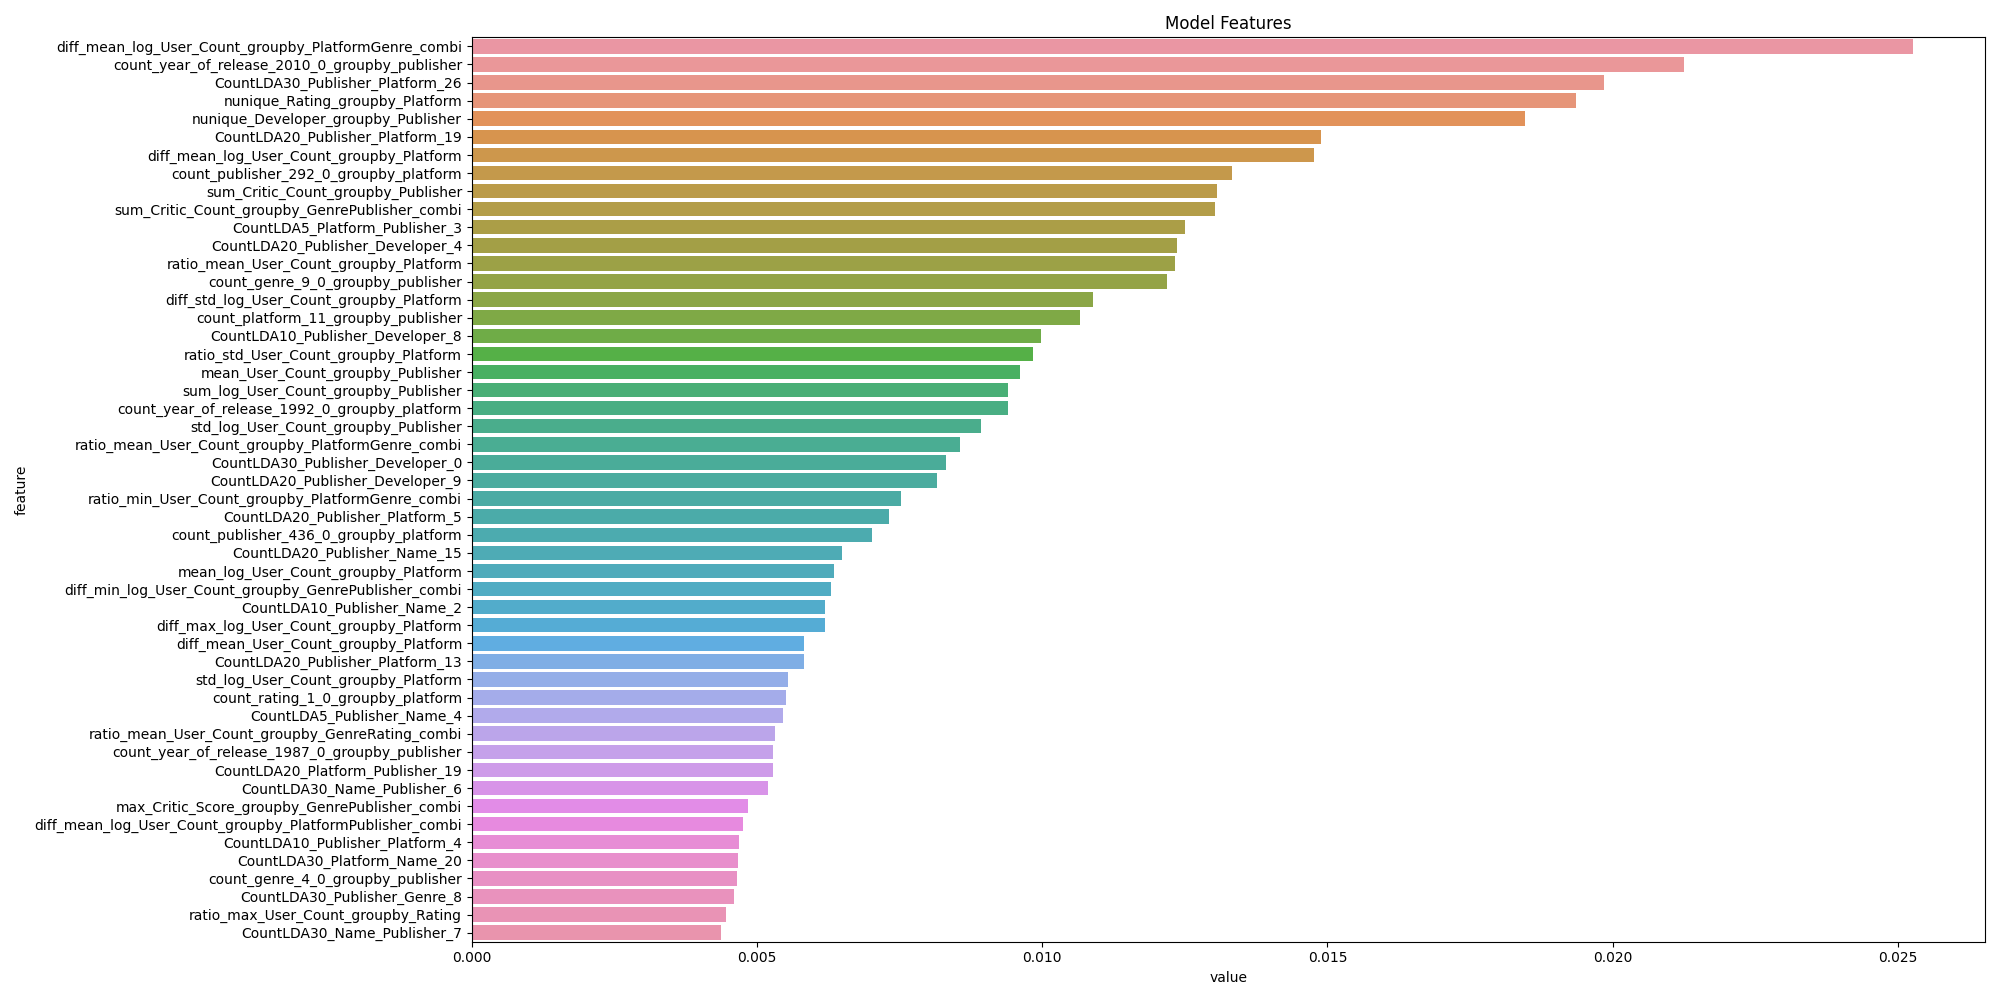 Model Features
diff_mean_log_User_Count_groupby_PlatformGenre_combi
count_year_of_release_2010_0_groupby_publisher
CountLDA30_Publisher_Platform_26
nunique_Rating_groupby_Platform
nunique_Developer_groupby_Publisher
CountLDA20_Publisher_Platform_19
diff_mean_log_User_Count_groupby_Platform
count_publisher_292_0_groupby_platform
sum_Critic_Count_groupby_Publisher
sum_Critic_Count_groupby_GenrePublisher_combi
CountLDA5_Platform_Publisher_3
CountLDA20_Publisher_Developer_4
ratio_mean_User_Count_groupby_Platform
count_genre_9_0_groupby_publisher
diff_std_log_User_Count_groupby_Platform
count_platform_11_groupby_publisher
CountLDA10_Publisher_Developer_8
ratio_std_User_Count_groupby_Platform
mean_User_Count_groupby_Publisher
sum_log_User_Count_groupby_Publisher
count_year_of_release_1992_0_groupby_platform
std_log_User_Count_groupby_Publisher
ratio_mean_User_Count_groupby_PlatformGenre_combi
CountLDA30_Publisher_Developer_0
CountLDA20_Publisher_Developer_9
ratio_min_User_Count_groupby_PlatformGenre_combi
CountLDA20_Publisher_Platform_5
count_publisher_436_0_groupby_platform
CountLDA20_Publisher_Name_15
mean_log_User_Count_groupby_Platform
diff_min_log_User_Count_groupby_GenrePublisher_combi
CountLDA10_Publisher_Name_2
diff_max_log_User_Count_groupby_Platform
diff_mean_User_Count_groupby_Platform
CountLDA20_Publisher_Platform_13
std_log_User_Count_groupby_Platform
count_rating_1_0_groupby_platform
CountLDA5_Publisher_Name_4
ratio_mean_User_Count_groupby_GenreRating_combi
count_year_of_release_1987_0_groupby_publisher
CountLDA20_Platform_Publisher_19
CountLDA30_Name_Publisher_6
max_Critic_Score_groupby_GenrePublisher_combi
diff_mean_log_User_Count_groupby_PlatformPublisher_combi
CountLDA10_Publisher_Platform_4
CountLDA30_Platform_Name_20
count_genre_4_0_groupby_publisher
CountLDA30_Publisher_Genre_8
ratio_max_User_Count_groupby_Rating
CountLDA30_Name_Publisher_7
feature
0.000 0.005 0.010 0.015 0.020 0.025
value